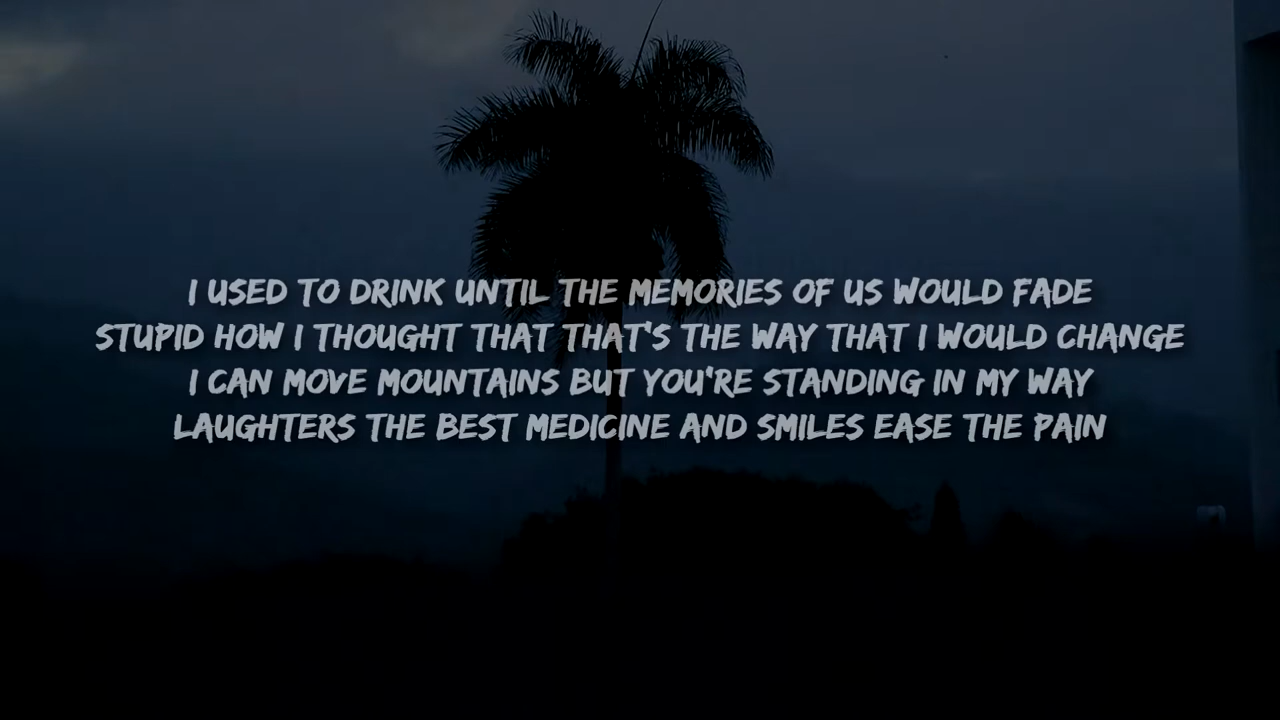 I USED TO DRINK UNTIL THE MEMORIES OF US WOULD FADE
STUPID HOW I THOUGHT THAT THAT'S THE WAY THAT I WOULD CHANGE
I CAN MOVE MOUNTAINS BUT YOU'RE STANDING IN MY WAY
LAUGHTERS THE BEST MEDICINE AND SMILES EASE THE PAIN